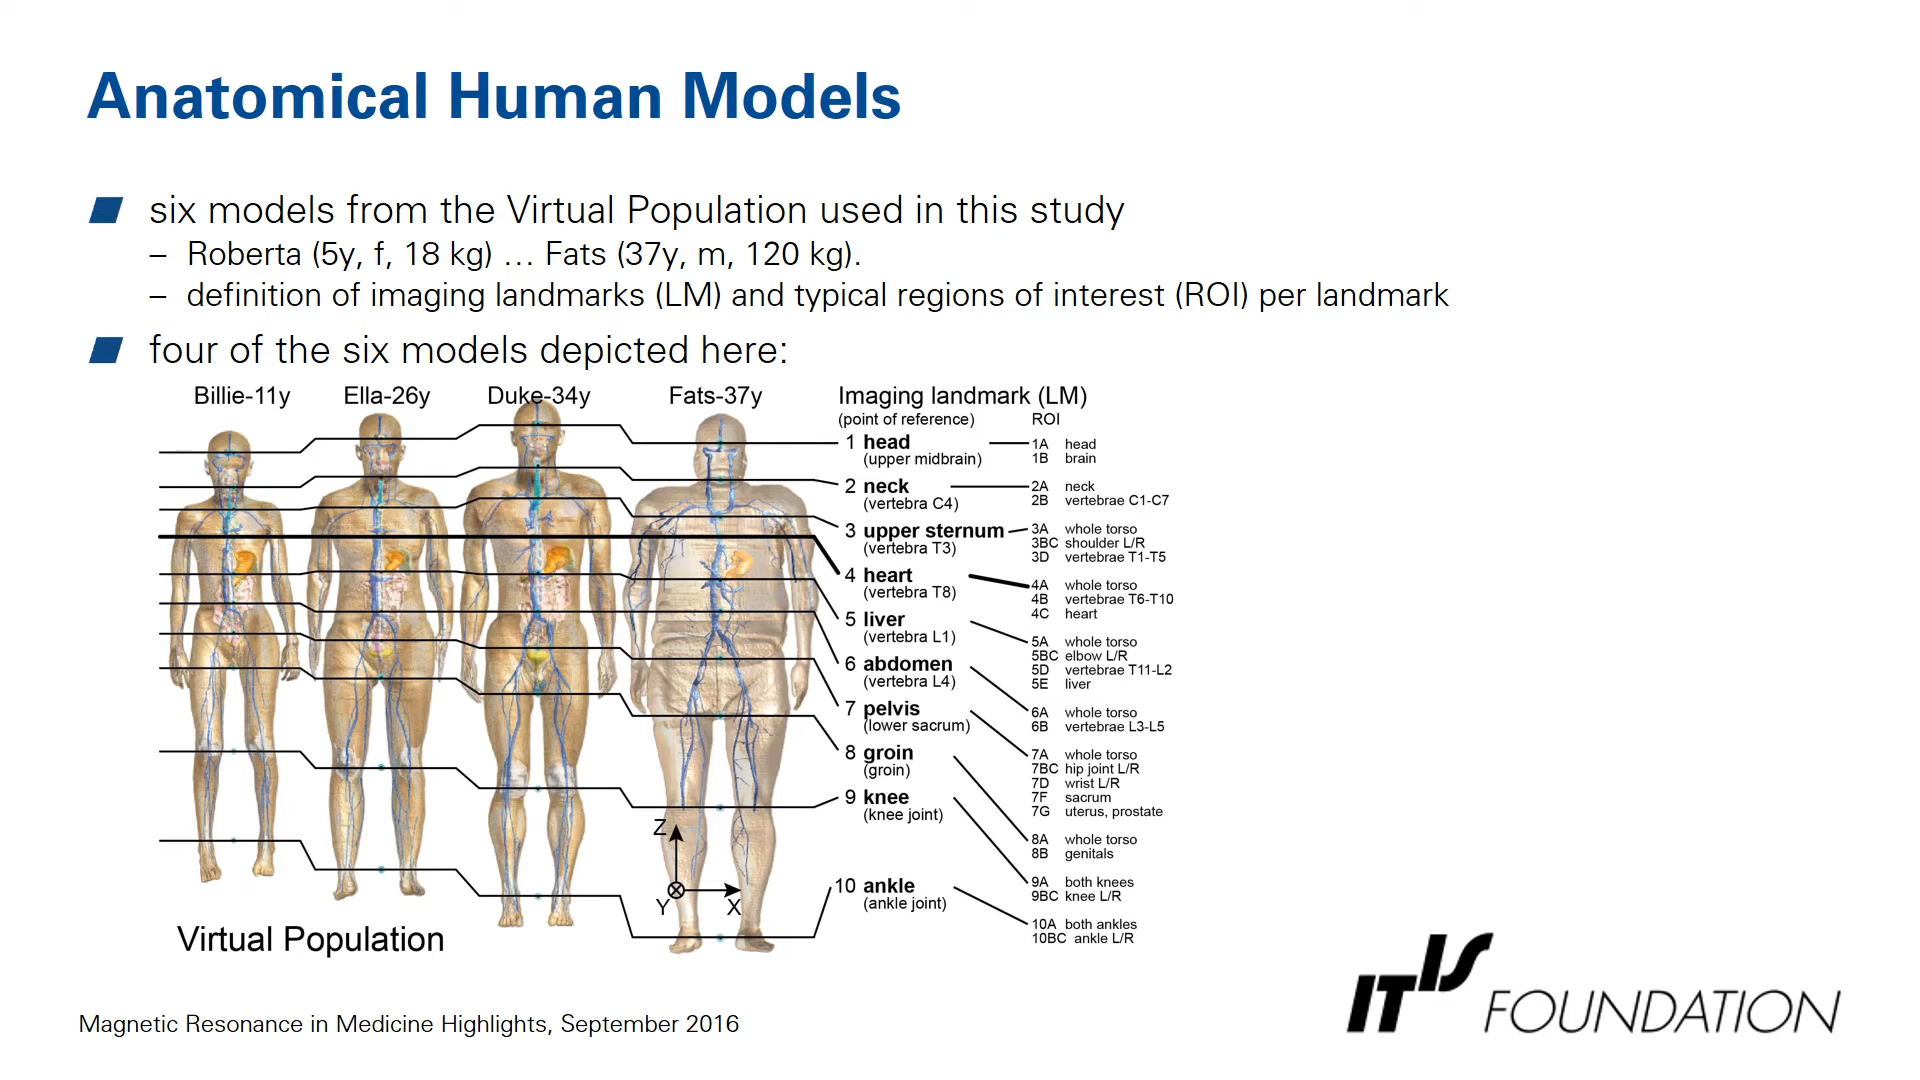 Anatomical Human Models
six models from the Virtual Population used in this study
– Roberta (5y, f, 18 kg) … Fats (37y, m, 120 kg).
– definition of imaging landmarks (LM) and typical regions of interest (ROI) per landmark
four of the six models depicted here:
Billie-11y Ella-26y Duke-34y Fats-37y
Imaging landmark (LM)
(point of reference) ROI
1 head
(upper midbrain)
2 neck
(vertebra C4)
3 upper sternum
(vertebra T3)
4 heart
(vertebra T8)
5 liver
(vertebra L1)
6 abdomen
(vertebra L4)
7 pelvis
(lower sacrum)
8 groin
(groin)
9 knee
(knee joint)
10 ankle
(ankle joint)
1A head
1B brain
2A neck
2B vertebrae C1-C7
3A whole torso
3BC shoulder L/R
3D vertebrae T1-T5
4A whole torso
4B vertebrae T6-T10
4C heart
5A whole torso
5BC elbow L/R
5D vertebrae T11-L2
5E liver
6A whole torso
6B vertebrae L3-L5
7A whole torso
7BC hip joint L/R
7D wrist L/R
7F sacrum
7G uterus, prostate
8A whole torso
8B genitals
9A both knees
9BC knee L/R
10A both ankles
10BC ankle L/R
Z
Y X
Virtual Population
Magnetic Resonance in Medicine Highlights, September 2016
IT'IS FOUNDATION